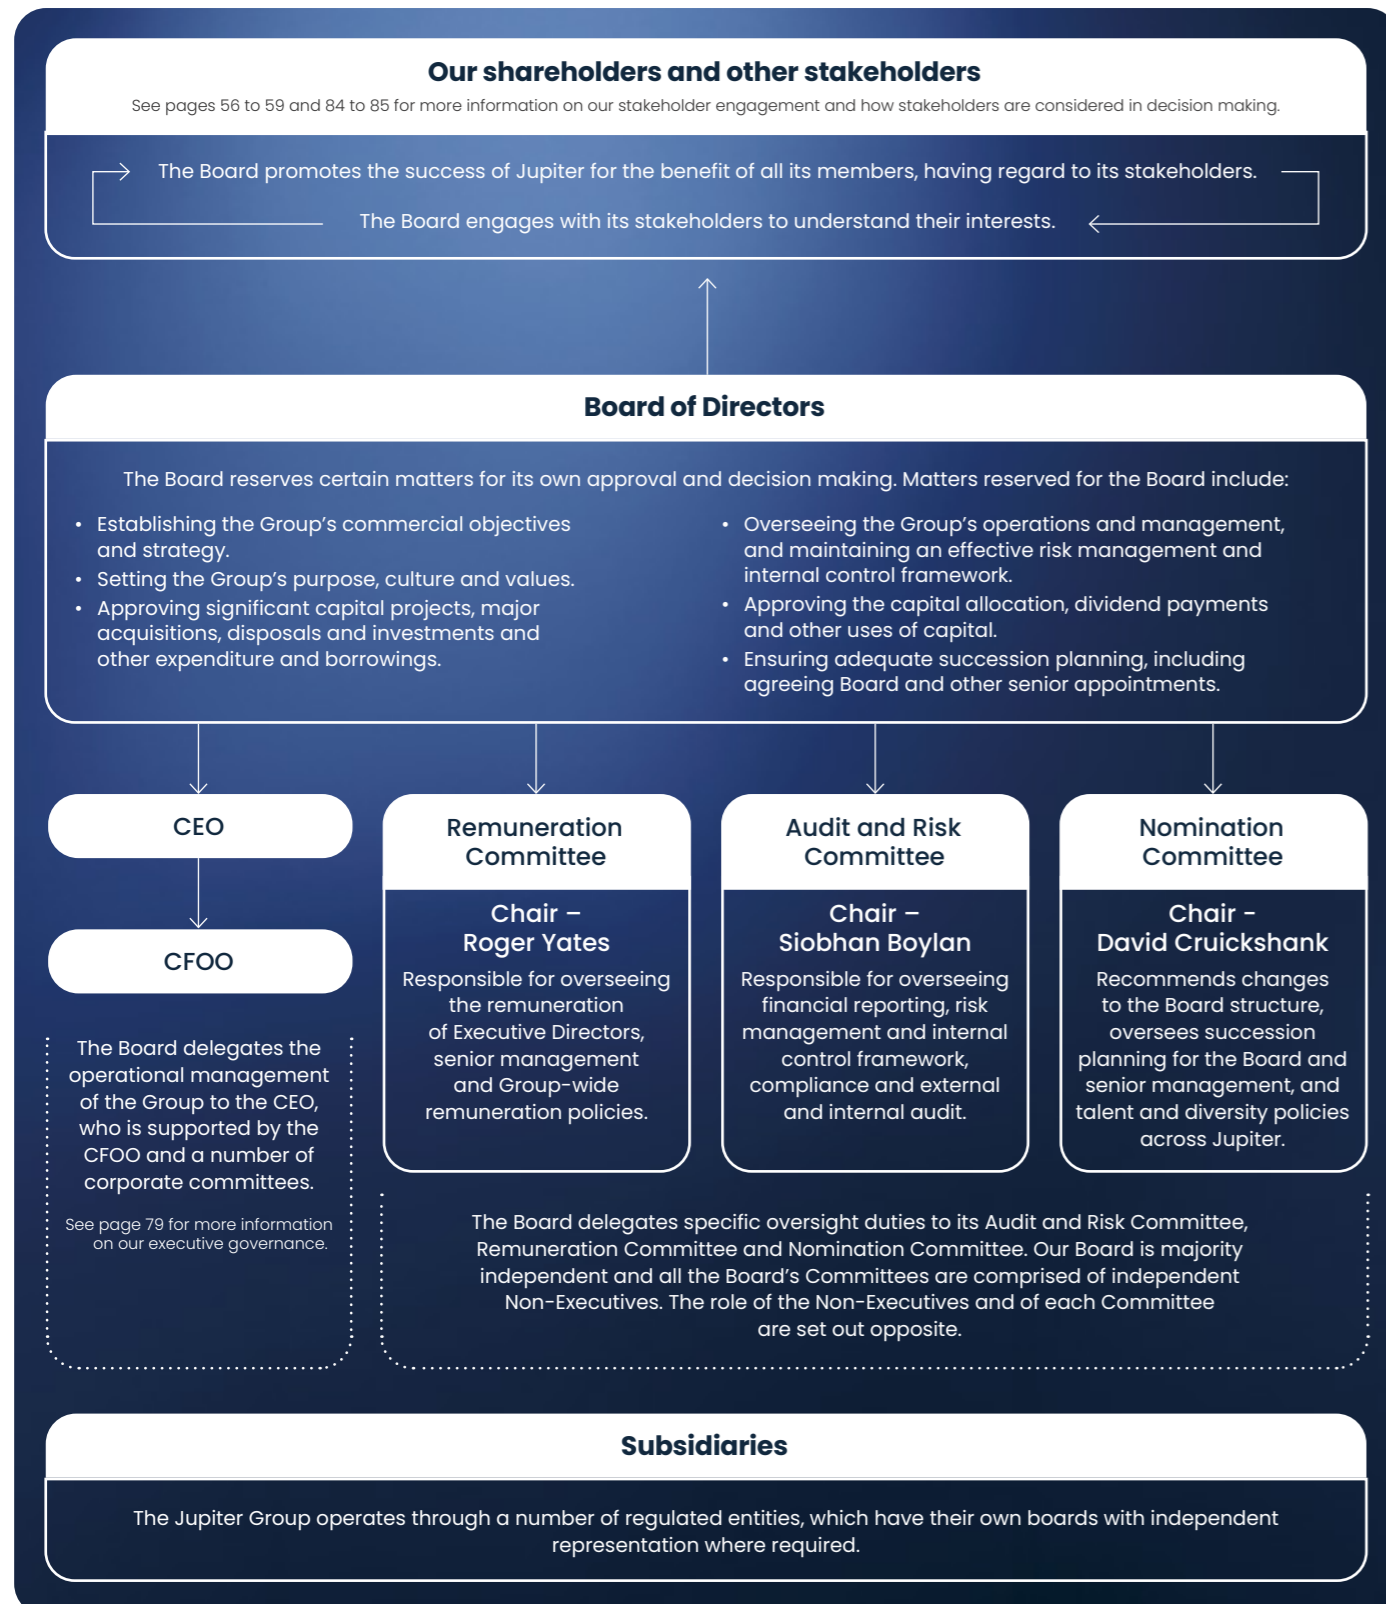 Our shareholders and other stakeholders
See pages 56 to 59 and 84 to 85 for more information on our stakeholder engagement and how stakeholders are considered in decision making.
The Board promotes the success of Jupiter for the benefit of all its members, having regard to its stakeholders.
The Board engages with its stakeholders to understand their interests.
Board of Directors
The Board reserves certain matters for its own approval and decision making. Matters reserved for the Board include:
• Establishing the Group’s commercial objectives
and strategy.
• Setting the Group’s purpose, culture and values.
• Approving significant capital projects, major
acquisitions, disposals and investments and
other expenditure and borrowings.
• Overseeing the Group’s operations and management,
and maintaining an effective risk management and
internal control framework.
• Approving the capital allocation, dividend payments
and other uses of capital.
• Ensuring adequate succession planning, including
agreeing Board and other senior appointments.
CEO
CFOO
The Board delegates the
operational management
of the Group to the CEO,
who is supported by the
CFOO and a number of
corporate committees.
See page 79 for more information
on our executive governance.
Remuneration
Committee
Chair –
Roger Yates
Responsible for overseeing
the remuneration
of Executive Directors,
senior management
and Group-wide
remuneration policies.
Audit and Risk
Committee
Chair –
Siobhan Boylan
Responsible for overseeing
financial reporting, risk
management and internal
control framework,
compliance and external
and internal audit.
Nomination
Committee
Chair -
David Cruickshank
Recommends changes
to the Board structure,
oversees succession
planning for the Board and
senior management, and
talent and diversity policies
across Jupiter.
The Board delegates specific oversight duties to its Audit and Risk Committee,
Remuneration Committee and Nomination Committee. Our Board is majority
independent and all the Board’s Committees are comprised of independent
Non-Executives. The role of the Non-Executives and of each Committee
are set out opposite.
Subsidiaries
The Jupiter Group operates through a number of regulated entities, which have their own boards with independent
representation where required.